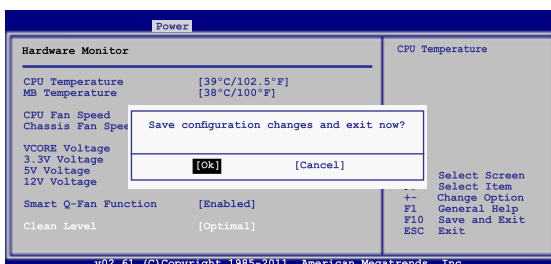 Power
Hardware Monitor
CPU Temperature
CPU Temperature [39°C/102.5°F]
MB Temperature [38°C/100°F]
CPU Fan Speed
Chassis Fan Spee
Save configuration changes and exit now?
[Ok] [Cancel]
VCORE Voltage
3.3V Voltage
5V Voltage
12V Voltage
Smart Q-Fan Function [Enabled]
Clean Level [Optimal]
Select Screen
Select Item
+- Change Option
F1 General Help
F10 Save and Exit
ESC Exit
v02.61 (C)Copyright 1985-2011, American Megatrends, Inc.